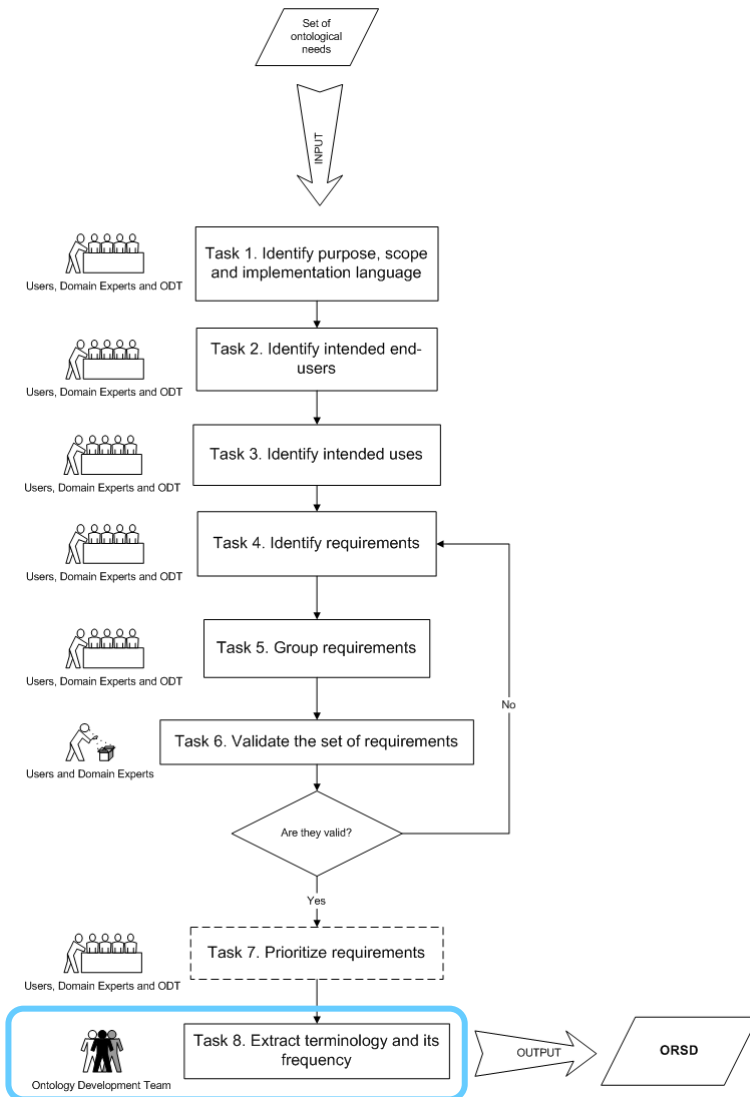 Set of
ontological
needs
INPUT
Task 1. Identify purpose, scope
and implementation language
Users, Domain Experts and ODT
Task 2. Identify intended end-
users
Users, Domain Experts and ODT
Task 3. Identify intended uses
Users, Domain Experts and ODT
Task 4. Identify requirements
Users, Domain Experts and ODT
Task 5. Group requirements
Users, Domain Experts and ODT
No
Task 6. Validate the set of requirements
Users and Domain Experts
Are they valid?
Yes
Task 7. Prioritize requirements
Users, Domain Experts and ODT
Task 8. Extract terminology and its
frequency
Ontology Development Team
OUTPUT
ORSD